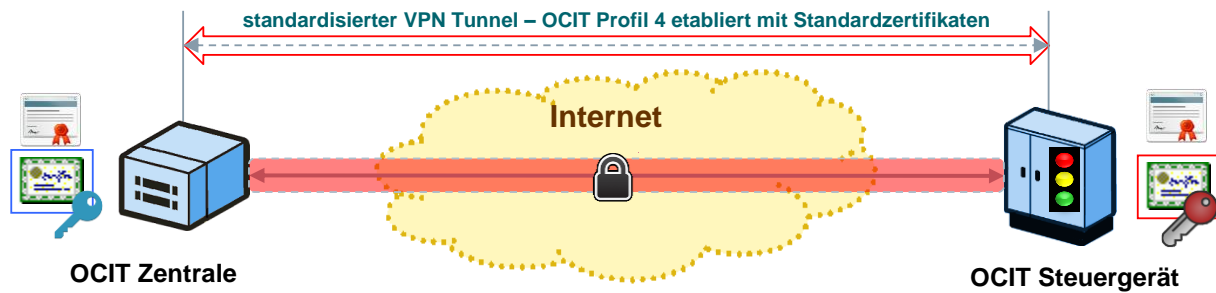 standardisierter VPN Tunnel – OCIT Profil 4 etabliert mit Standardzertifikaten
Internet
OCIT Zentrale
OCIT Steuergerät